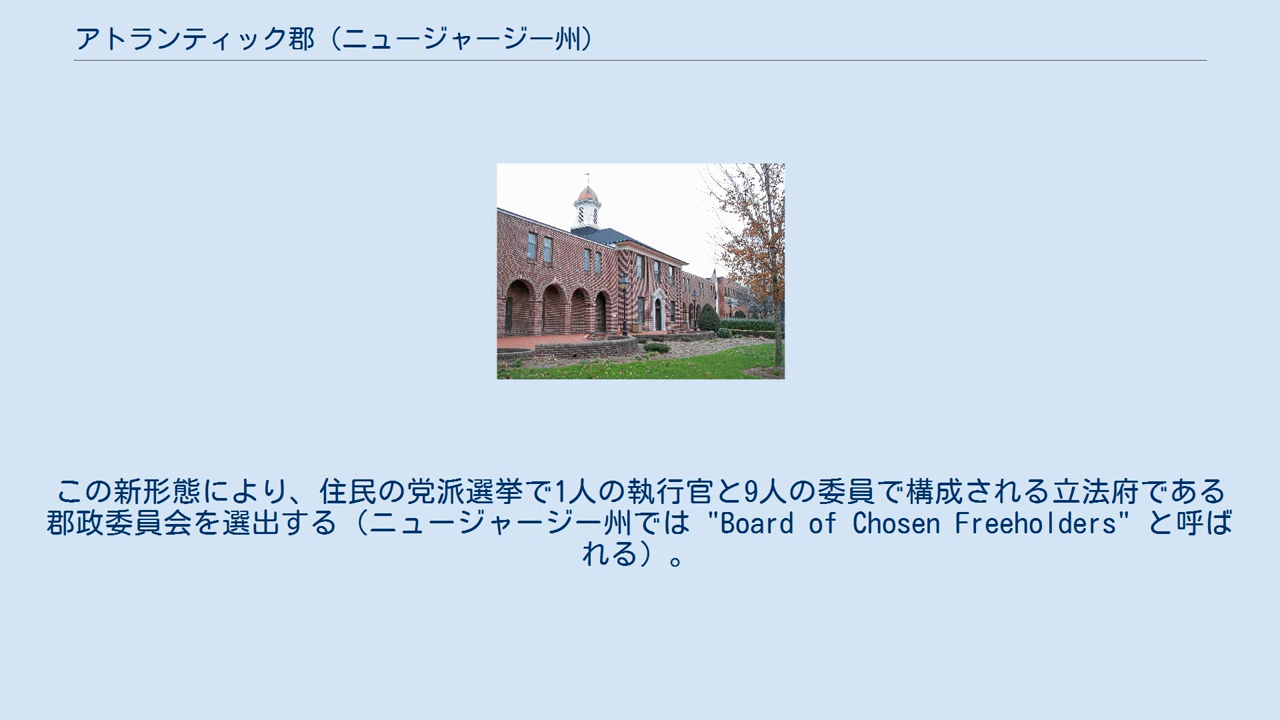 アトランティック郡（ニュージャージー州）
この新形態により、住民の党派選挙で1人の執行官と9人の委員で構成される立法府である
郡政委員会を選出する（ニュージャージー州では "Board of Chosen Freeholders" と呼ば
れる）。